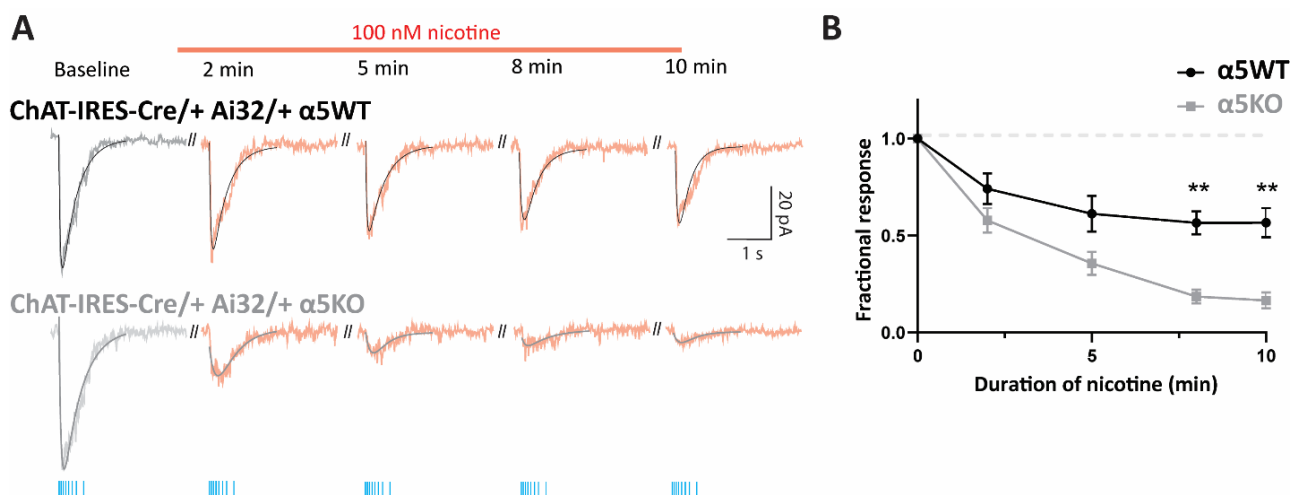 A
100 nM nicotine
Baseline
2 min
5 min
8 min
10 min
ChAT-IRES-Cre/+ Ai32/+ α5WT
//
//
//
//
20 pA
1 s
ChAT-IRES-Cre/+ Ai32/+ α5KO
//
//
//
//
B
α5WT
α5KO
1.0
0.5
0.0
**
**
Fractional response
0
5
10
Duration of nicotine (min)